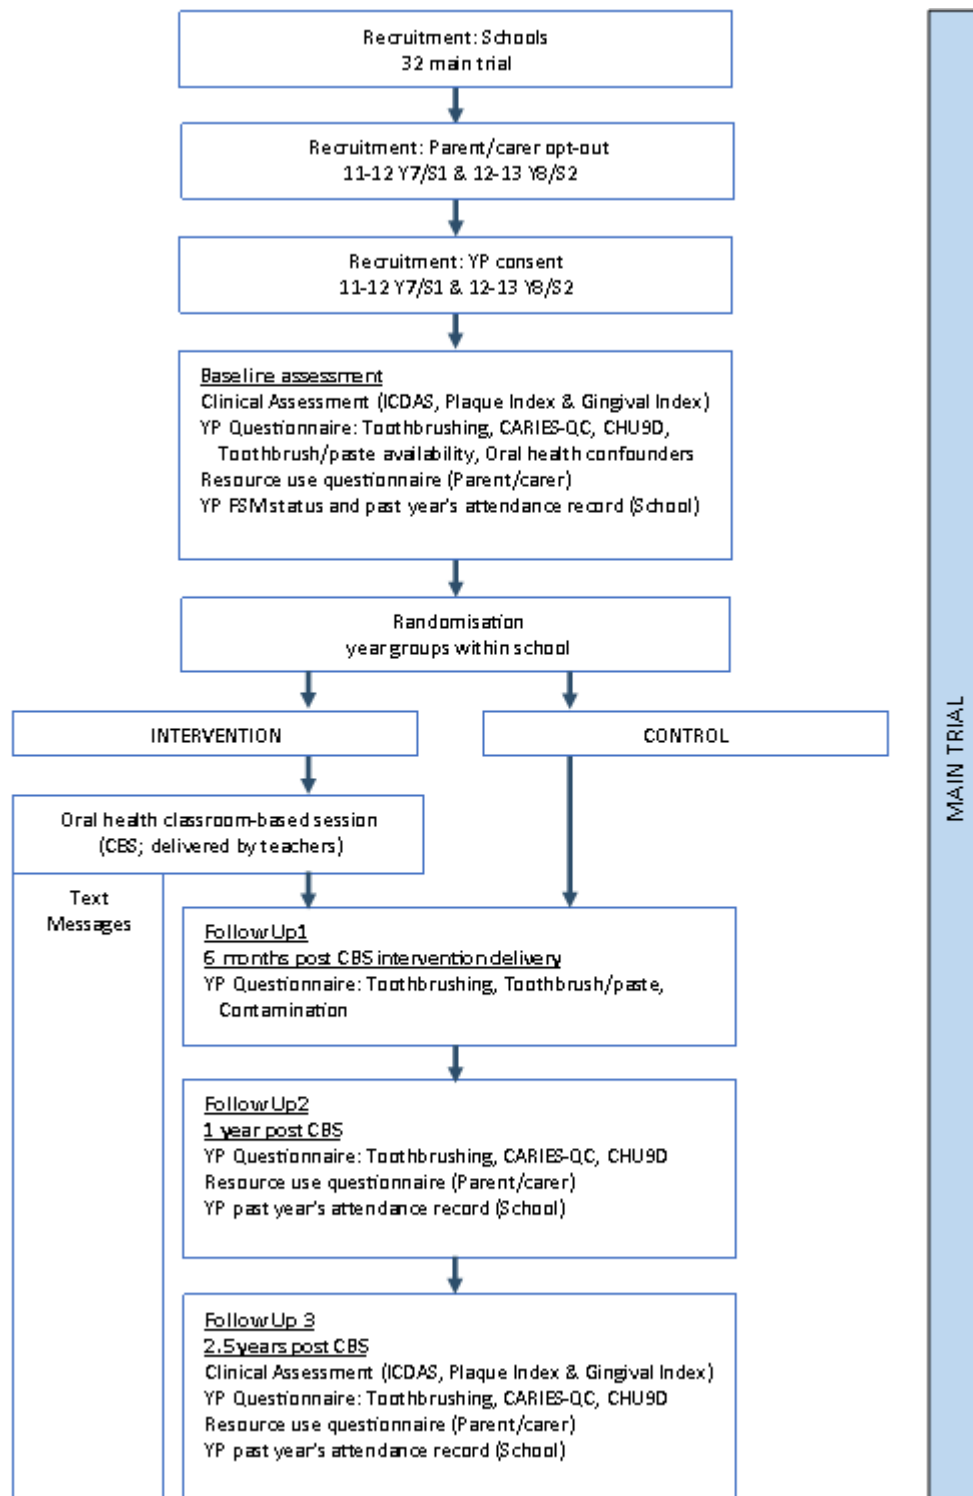 Recruitment: Schools
32 main trial
Recruitment: Parent/carer opt-out
11-12 Y7/S1 & 12-13 Y8/S2
Recruitment: YP consent
11-12 Y7/S1 & 12-13 Y8/S2
Baseline assessment
Clinical Assessment (ICDAS, Plaque Index & Gingival Index)
YP Questionnaire: Toothbrushing, CARIES-QC, CHU9D,
Toothbrush/paste availability, Oral health confounders
Resource use questionnaire (Parent/carer)
YP FSM status and past year's attendance record (School)
Randomisation
year groups within school
INTERVENTION
CONTROL
Oral health classroom-based session
(CBS; delivered by teachers)
Text
Messages
Follow Up1
6 months post CBS intervention delivery
YP Questionnaire: Toothbrushing, Toothbrush/paste,
Contamination
Follow Up2
1 year post CBS
YP Questionnaire: Toothbrushing, CARIES-QC, CHU9D
Resource use questionnaire (Parent/carer)
YP past year's attendance record (School)
Follow Up 3
2.5years post CBS
Clinical Assessment (ICDAS, Plaque Index & Gingival Index)
YP Questionnaire: Toothbrushing, CARIES-QC, CHU9D
Resource use questionnaire (Parent/carer)
YP past year's attendance record (School)
MAIN TRIAL